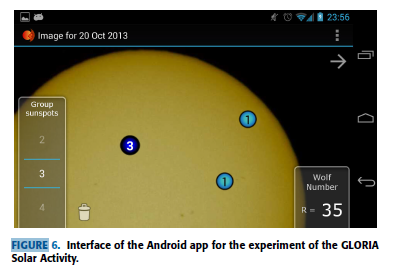 23:56
Image for 20 Oct 2013
Group
sunspots
2
3
4
3
1
1
Wolf
Number
R = 35
FIGURE 6. Interface of the Android app for the experiment of the GLORIA
Solar Activity.